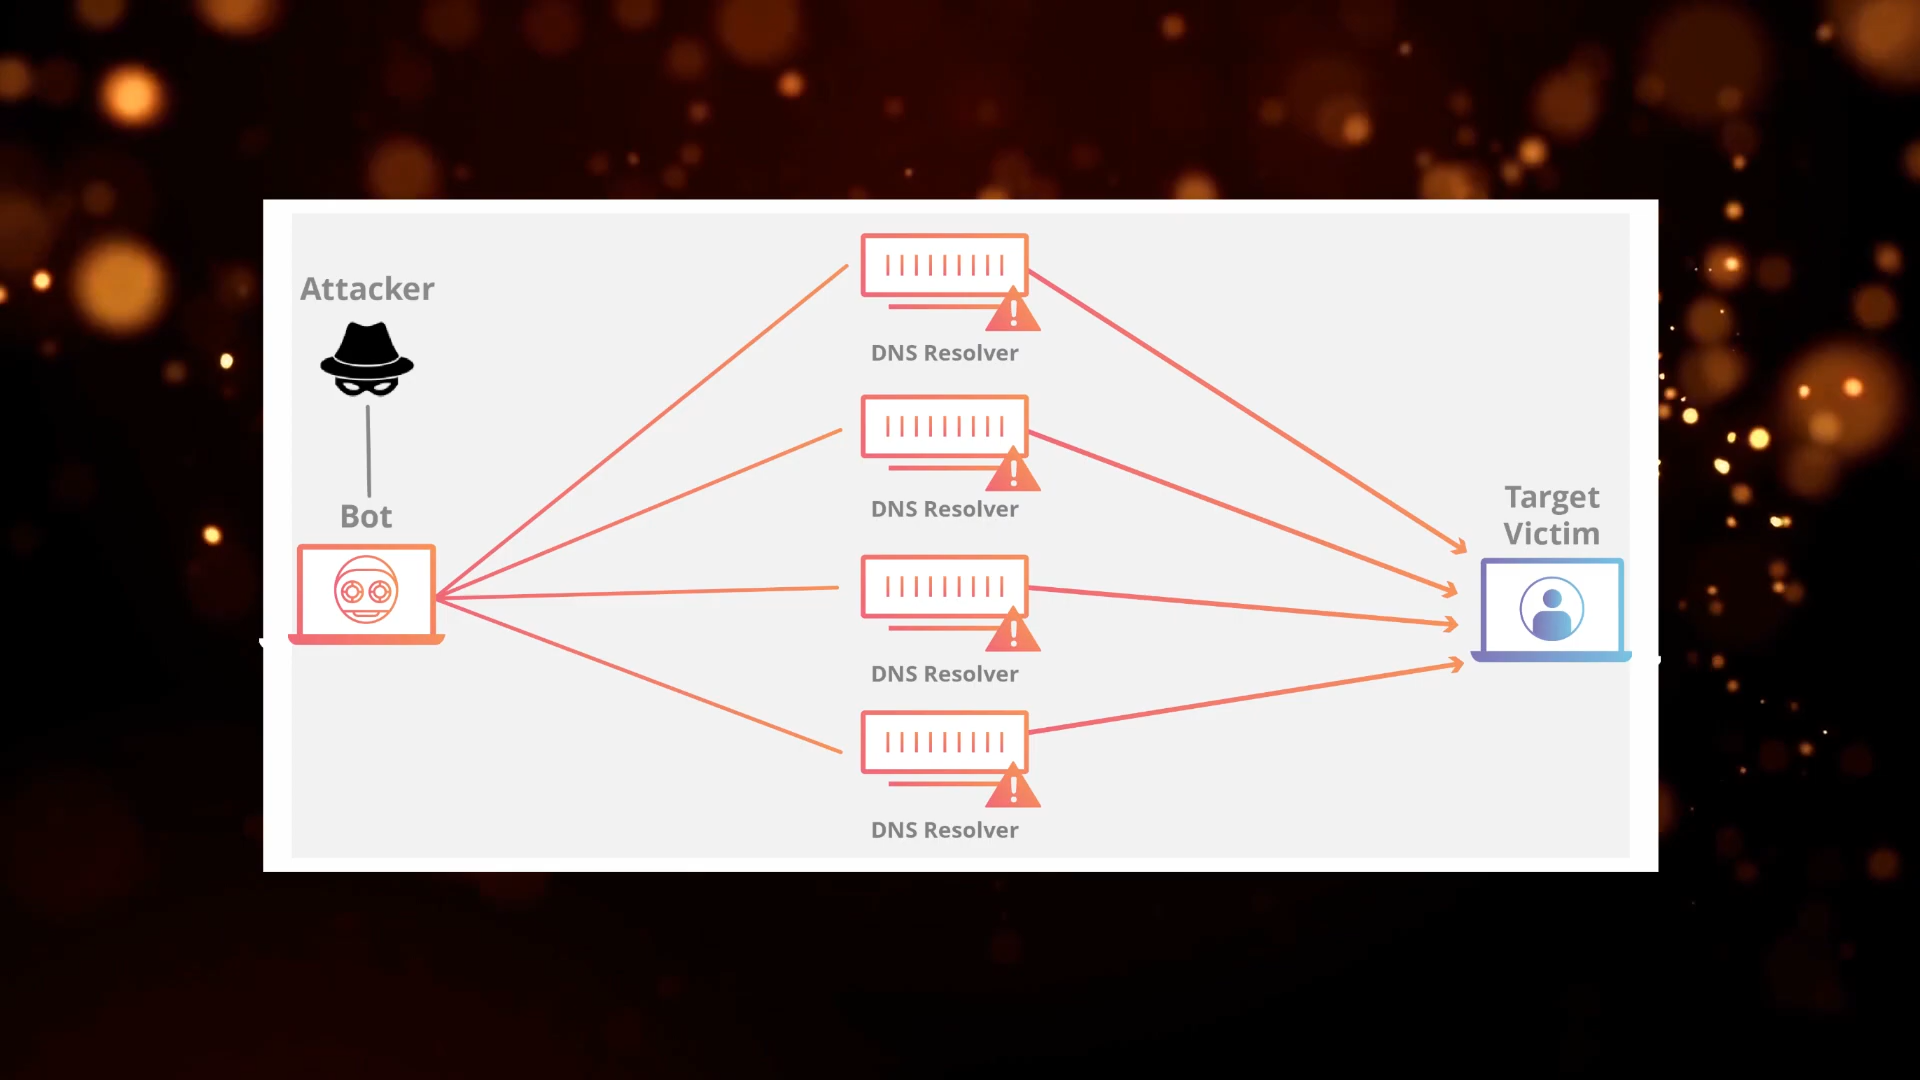 Attacker
Bot
DNS Resolver
DNS Resolver
DNS Resolver
DNS Resolver
Target
Victim